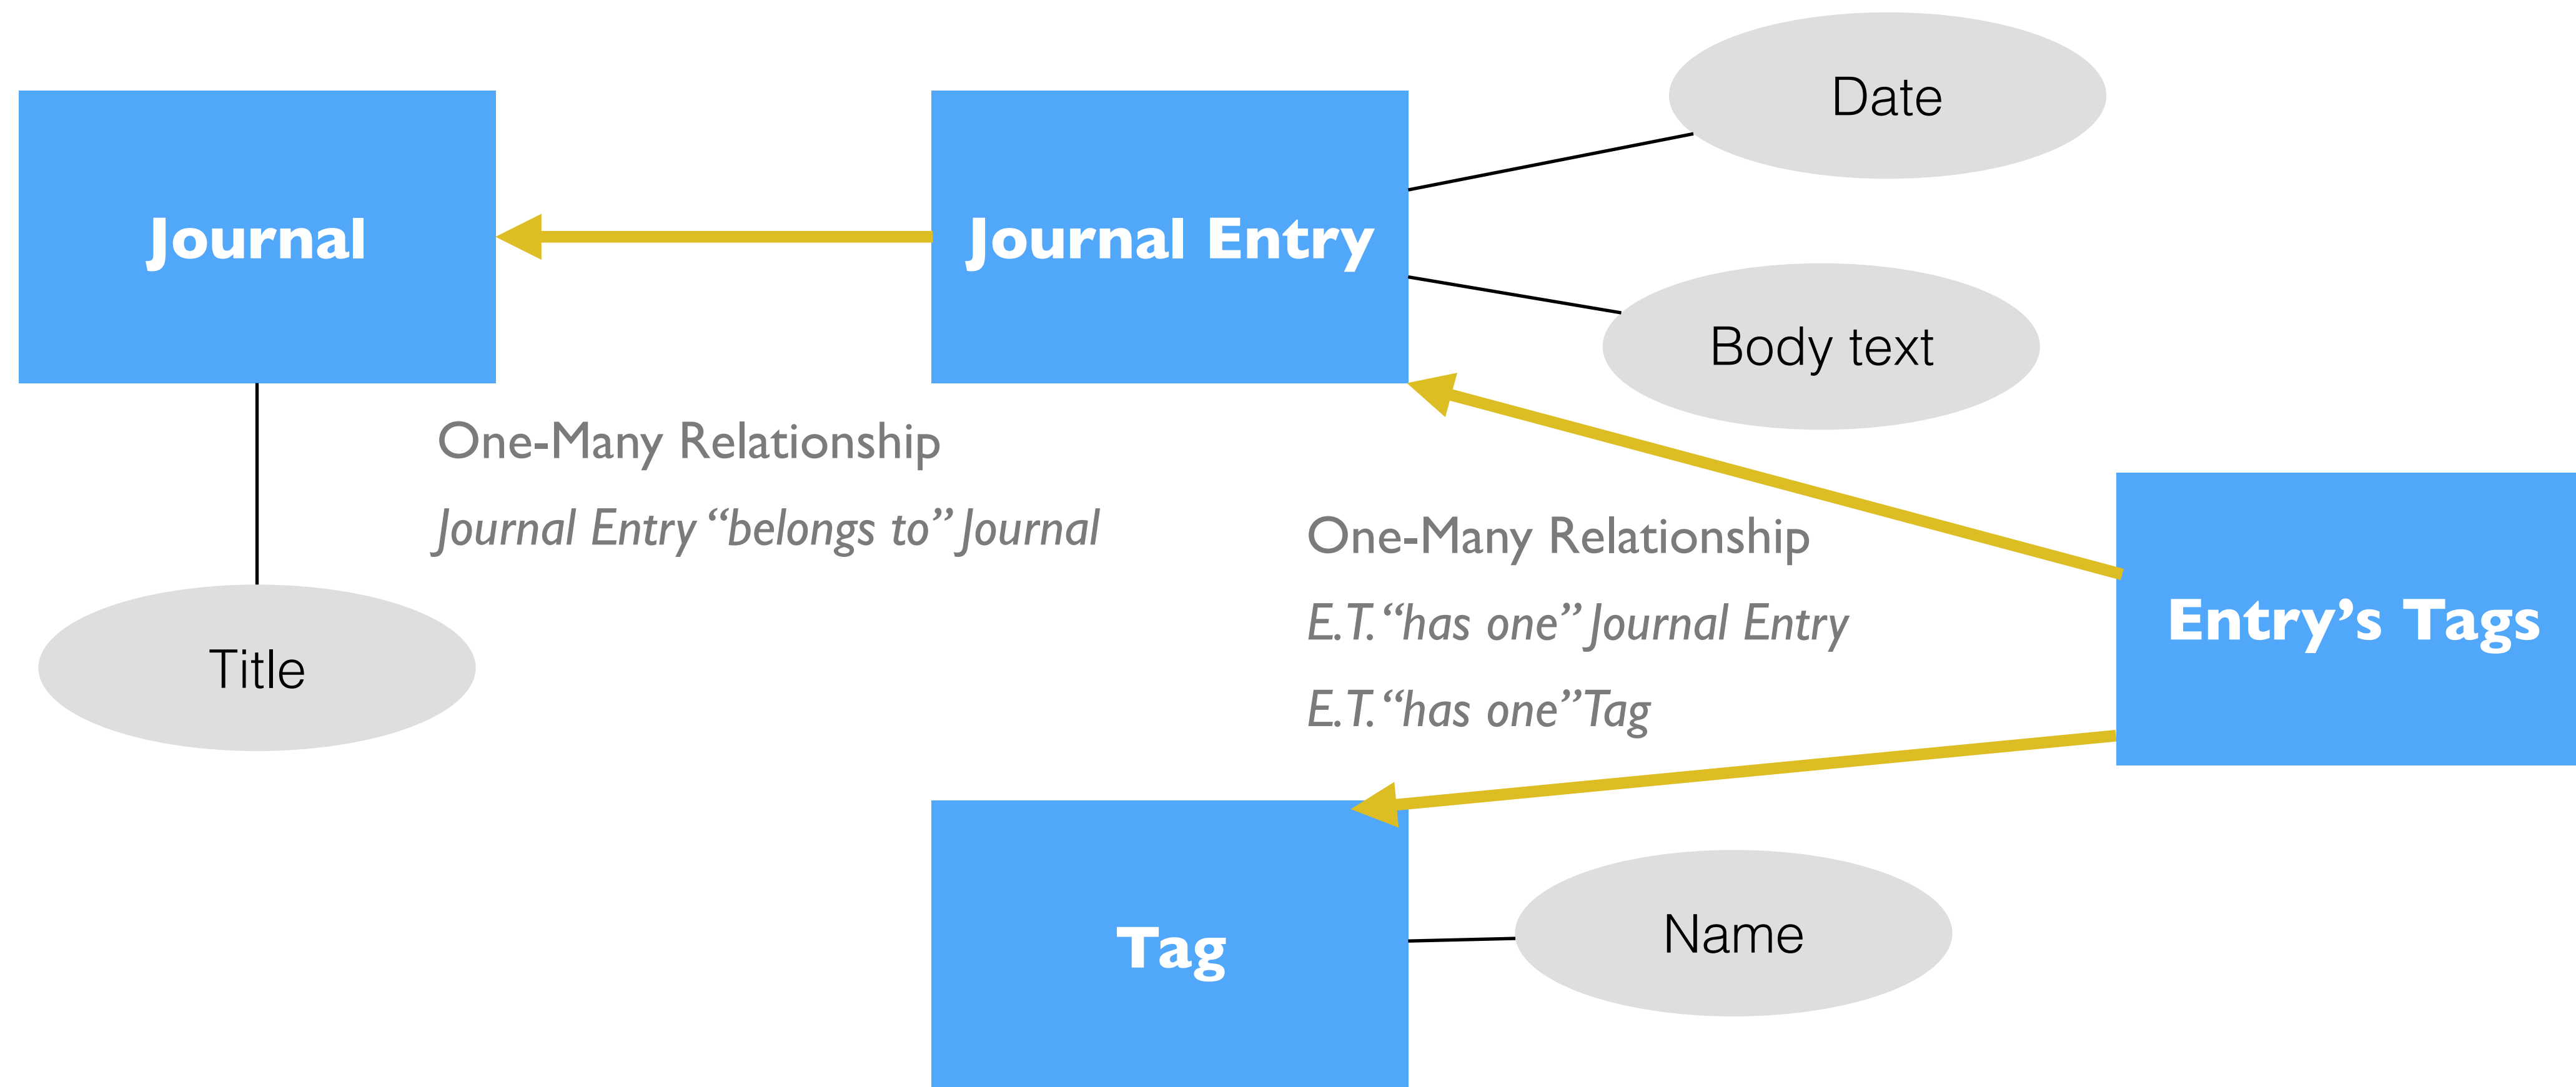 Date
Journal
Journal Entry
Body text
One-Many Relationship
Journal Entry “belongs to” Journal
One-Many Relationship
E.T. “has one” Journal Entry
E.T. “has one” Tag
Entry’s Tags
Title
Tag
Name